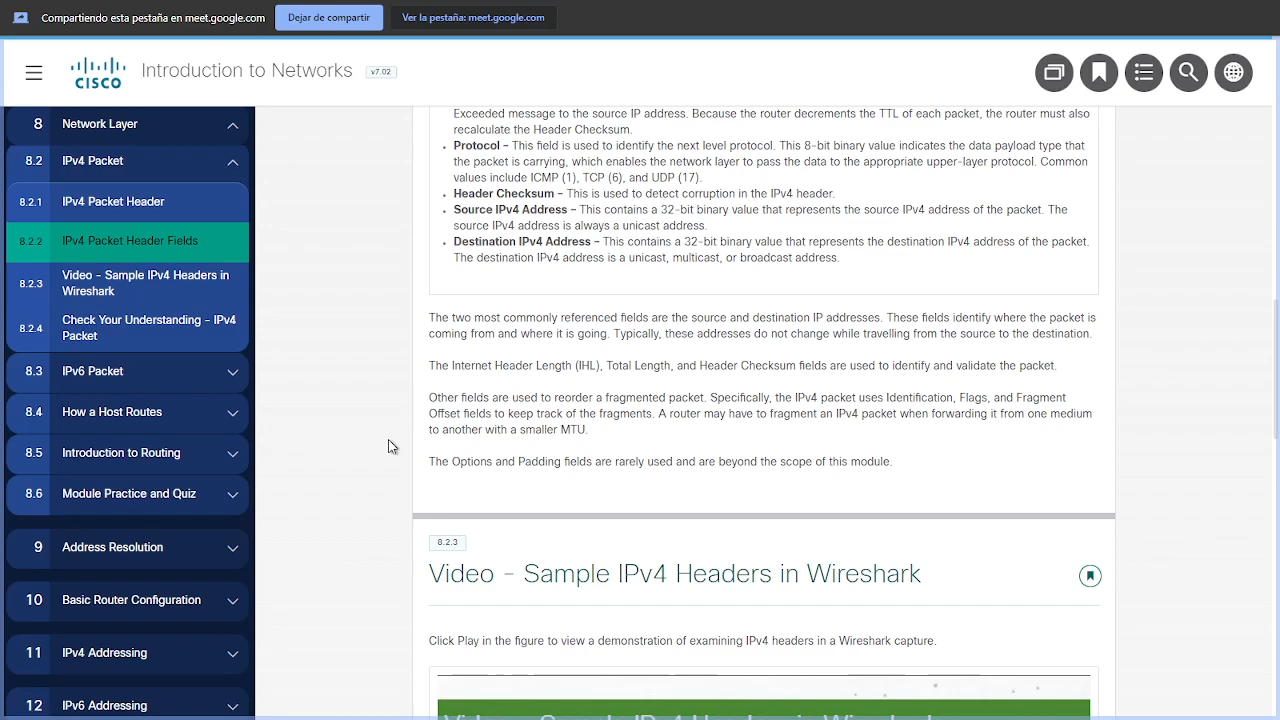 Compartiendo esta pestaña en meet.google.com
Dejar de compartir
Ver la pestaña: meet.google.com
CISCO
Introduction to Networks
v7.02
8 Network Layer
8.2 IPv4 Packet
8.2.1 IPv4 Packet Header
8.2.2 IPv4 Packet Header Fields
8.2.3 Video – Sample IPv4 Headers in
Wireshark
8.2.4 Check Your Understanding – IPv4
Packet
8.3 IPv6 Packet
8.4 How a Host Routes
8.5 Introduction to Routing
8.6 Module Practice and Quiz
9 Address Resolution
10 Basic Router Configuration
11 IPv4 Addressing
12 IPv6 Addressing
Exceeded message to the source IP address. Because the router decrements the TTL of each packet, the router must also
recalculate the Header Checksum.
• Protocol – This field is used to identify the next level protocol. This 8-bit binary value indicates the data payload type that
the packet is carrying, which enables the network layer to pass the data to the appropriate upper-layer protocol. Common
values include ICMP (1), TCP (6), and UDP (17).
• Header Checksum – This is used to detect corruption in the IPv4 header.
• Source IPv4 Address – This contains a 32-bit binary value that represents the source IPv4 address of the packet. The
source IPv4 address is always a unicast address.
• Destination IPv4 Address – This contains a 32-bit binary value that represents the destination IPv4 address of the packet.
The destination IPv4 address is a unicast, multicast, or broadcast address.
The two most commonly referenced fields are the source and destination IP addresses. These fields identify where the packet is
coming from and where it is going. Typically, these addresses do not change while travelling from the source to the destination.
The Internet Header Length (IHL), Total Length, and Header Checksum fields are used to identify and validate the packet.
Other fields are used to reorder a fragmented packet. Specifically, the IPv4 packet uses Identification, Flags, and Fragment
Offset fields to keep track of the fragments. A router may have to fragment an IPv4 packet when forwarding it from one medium
to another with a smaller MTU.
The Options and Padding fields are rarely used and are beyond the scope of this module.
8.2.3
Video – Sample IPv4 Headers in Wireshark
Click Play in the figure to view a demonstration of examining IPv4 headers in a Wireshark capture.
Video – Sample IPv4 Headers in Wireshark